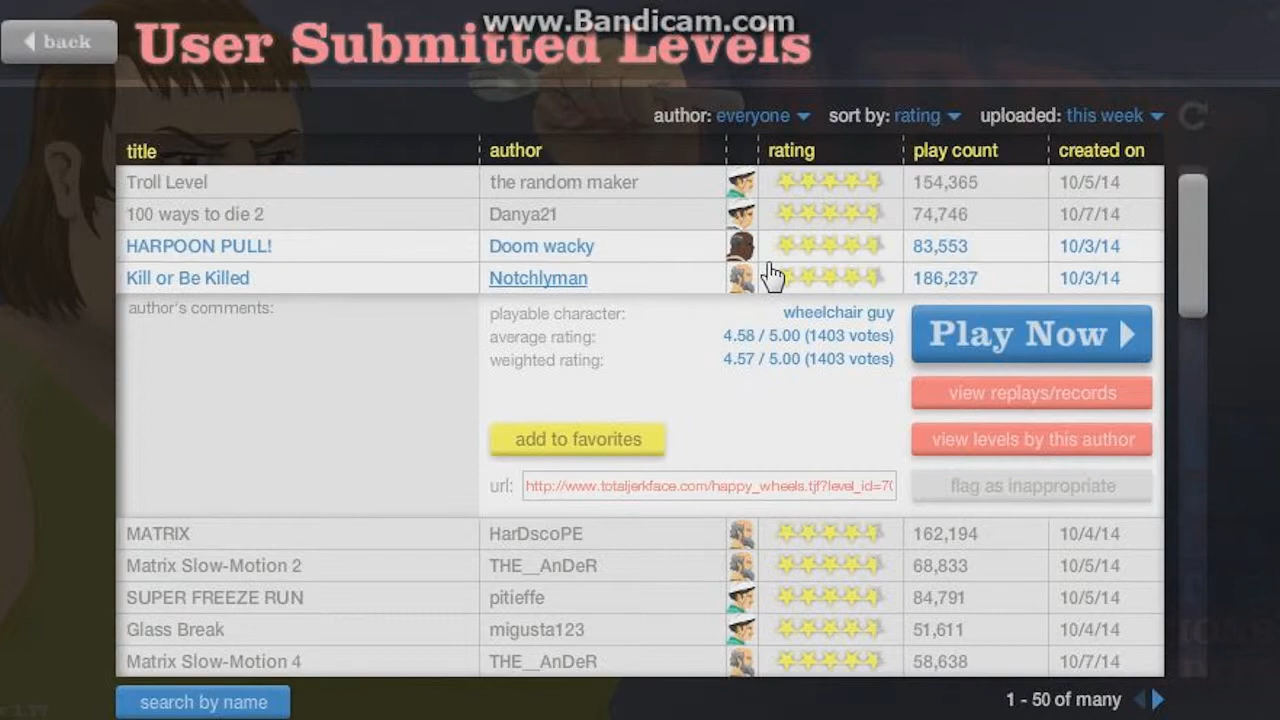 www.Bandicam.com
back
User Submitted Levels
author: everyone sort by: rating uploaded: this week
title author rating play count created on
Troll Level the random maker 154,365 10/5/14
100 ways to die 2 Danya21 74,746 10/7/14
HARPOON PULL! Doom wacky 83,553 10/3/14
Kill or Be Killed Notchlyman 186,237 10/3/14
author's comments:
playable character: wheelchair guy
average rating: 4.58 / 5.00 (1403 votes)
weighted rating: 4.57 / 5.00 (1403 votes)
Play Now
view replays/records
add to favorites
view levels by this author
url: http://www.totaljerkface.com/happy_wheels.tjf?level_id=7
flag as inappropriate
MATRIX HarDscoPE 162,194 10/4/14
Matrix Slow-Motion 2 THE__AnDeR 68,833 10/5/14
SUPER FREEZE RUN pitieffe 84,791 10/5/14
Glass Break migusta123 51,611 10/4/14
Matrix Slow-Motion 4 THE__AnDeR 58,638 10/7/14
search by name
1 - 50 of many